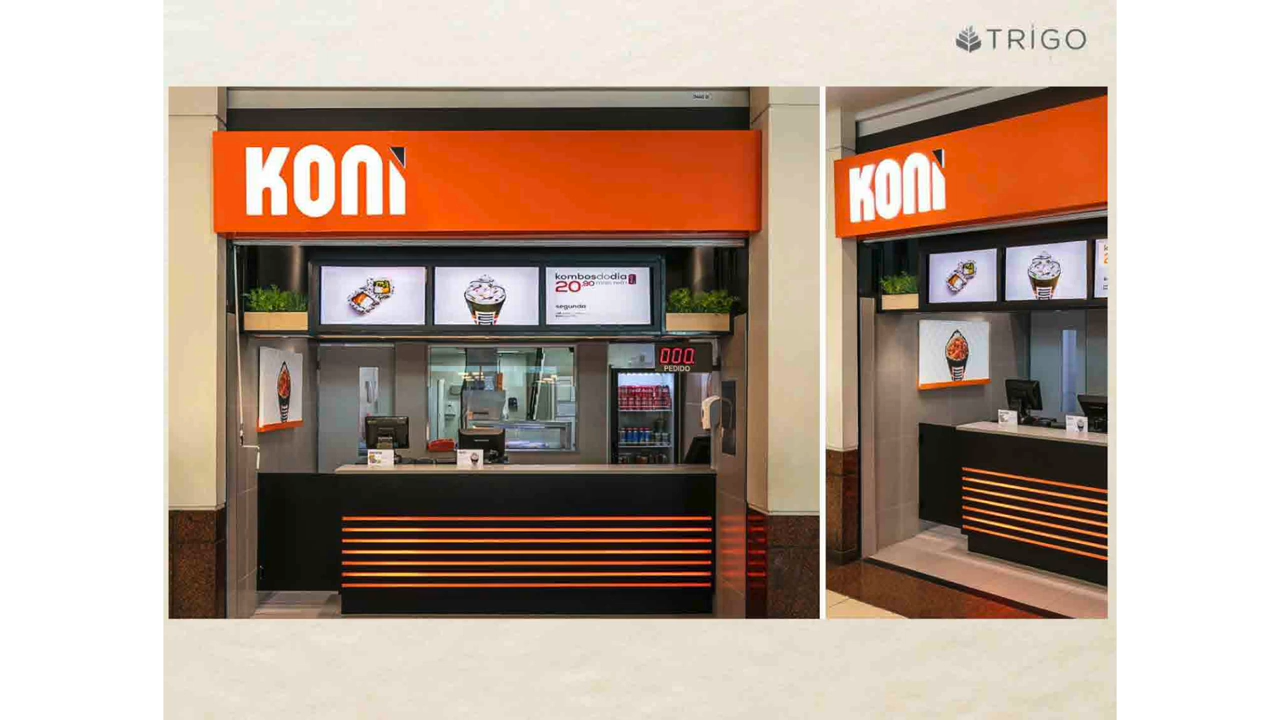 TRIGO
KONI
KONI
kombosdodia
20,90
segunda
000
PEDIDO